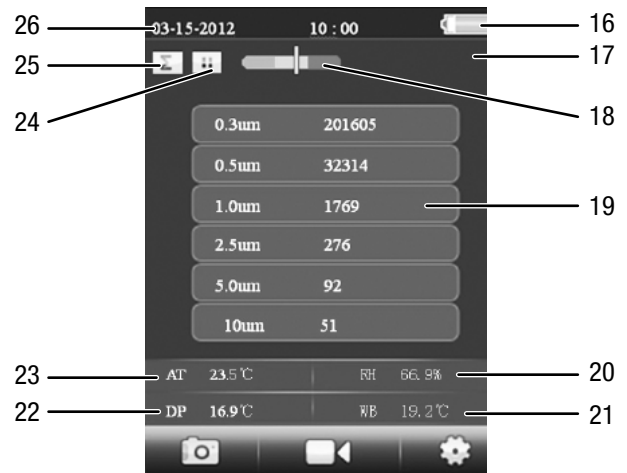 26 03-15-2012 10:00 16
25 Σ 17
24 18
0.3um 201605
0.5um 32314
1.0um 1769 19
2.5um 276
5.0um 92
10um 51
23 AT 23.5℃ RH 66.9% 20
22 DP 16.9℃ WB 19.2℃ 21